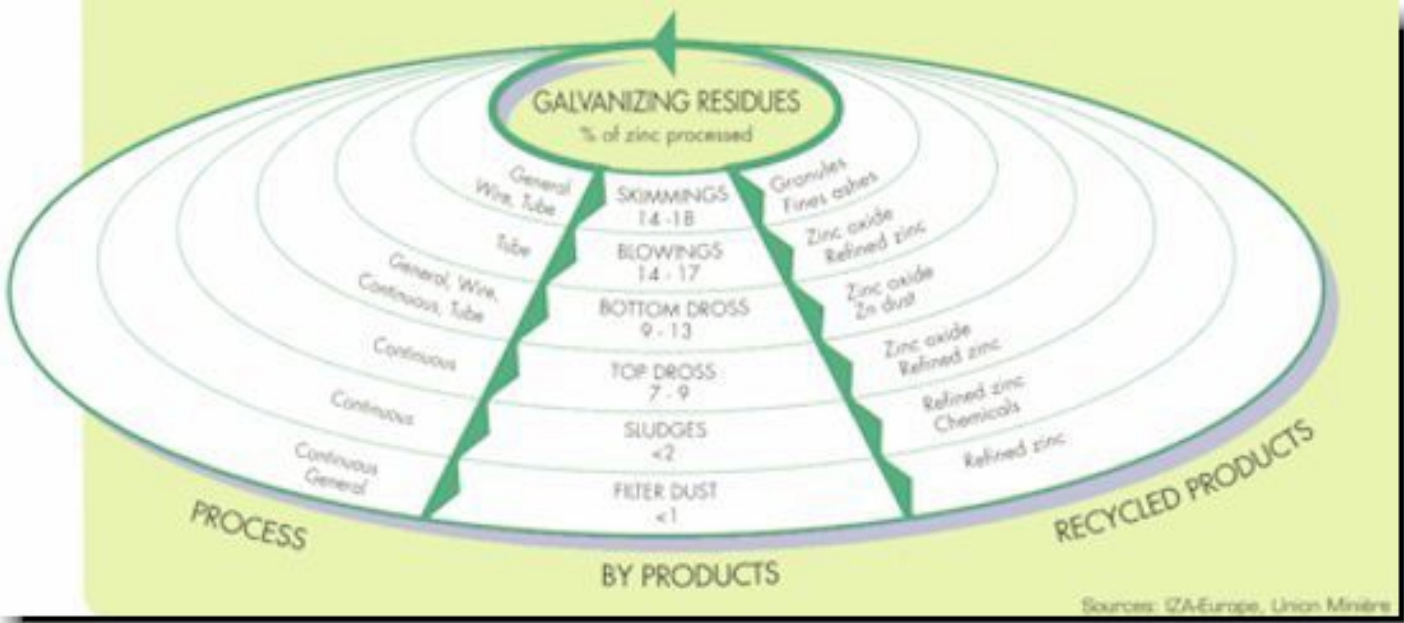 GALVANIZING RESIDUES
% of zinc processed
General
Wire, Tube
SKIMMINGS
14 -18
Granules
Fines ashes
Tube
BLOWINGS
14 - 17
Zinc oxide
Refined zinc
General, Wire,
Continuous, Tube
BOTTOM DROSS
9 - 13
Zinc oxide
Zn dust
Continuous
TOP DROSS
7 - 9
Zinc oxide
Refined zinc
Continuous
SLUDGES
<2
Refined zinc
Chemicals
Continuous
General
FILTER DUST
<1
Refined zinc
PROCESS
BY PRODUCTS
RECYCLED PRODUCTS
Sources: IZA-Europe, Union Minière